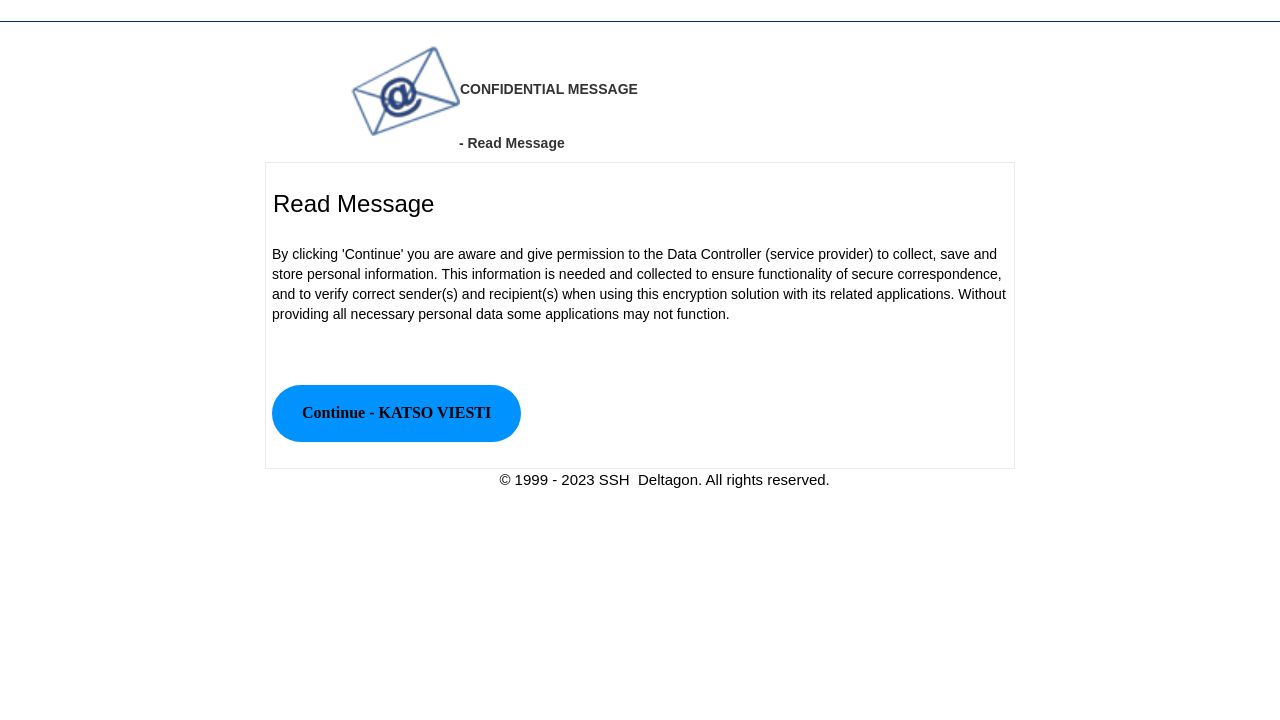 CONFIDENTIAL MESSAGE
- Read Message
Read Message
By clicking 'Continue' you are aware and give permission to the Data Controller (service provider) to collect, save and
store personal information. This information is needed and collected to ensure functionality of secure correspondence,
and to verify correct sender(s) and recipient(s) when using this encryption solution with its related applications. Without
providing all necessary personal data some applications may not function.
Continue - KATSO VIESTI
© 1999 - 2023 SSH  Deltagon. All rights reserved.